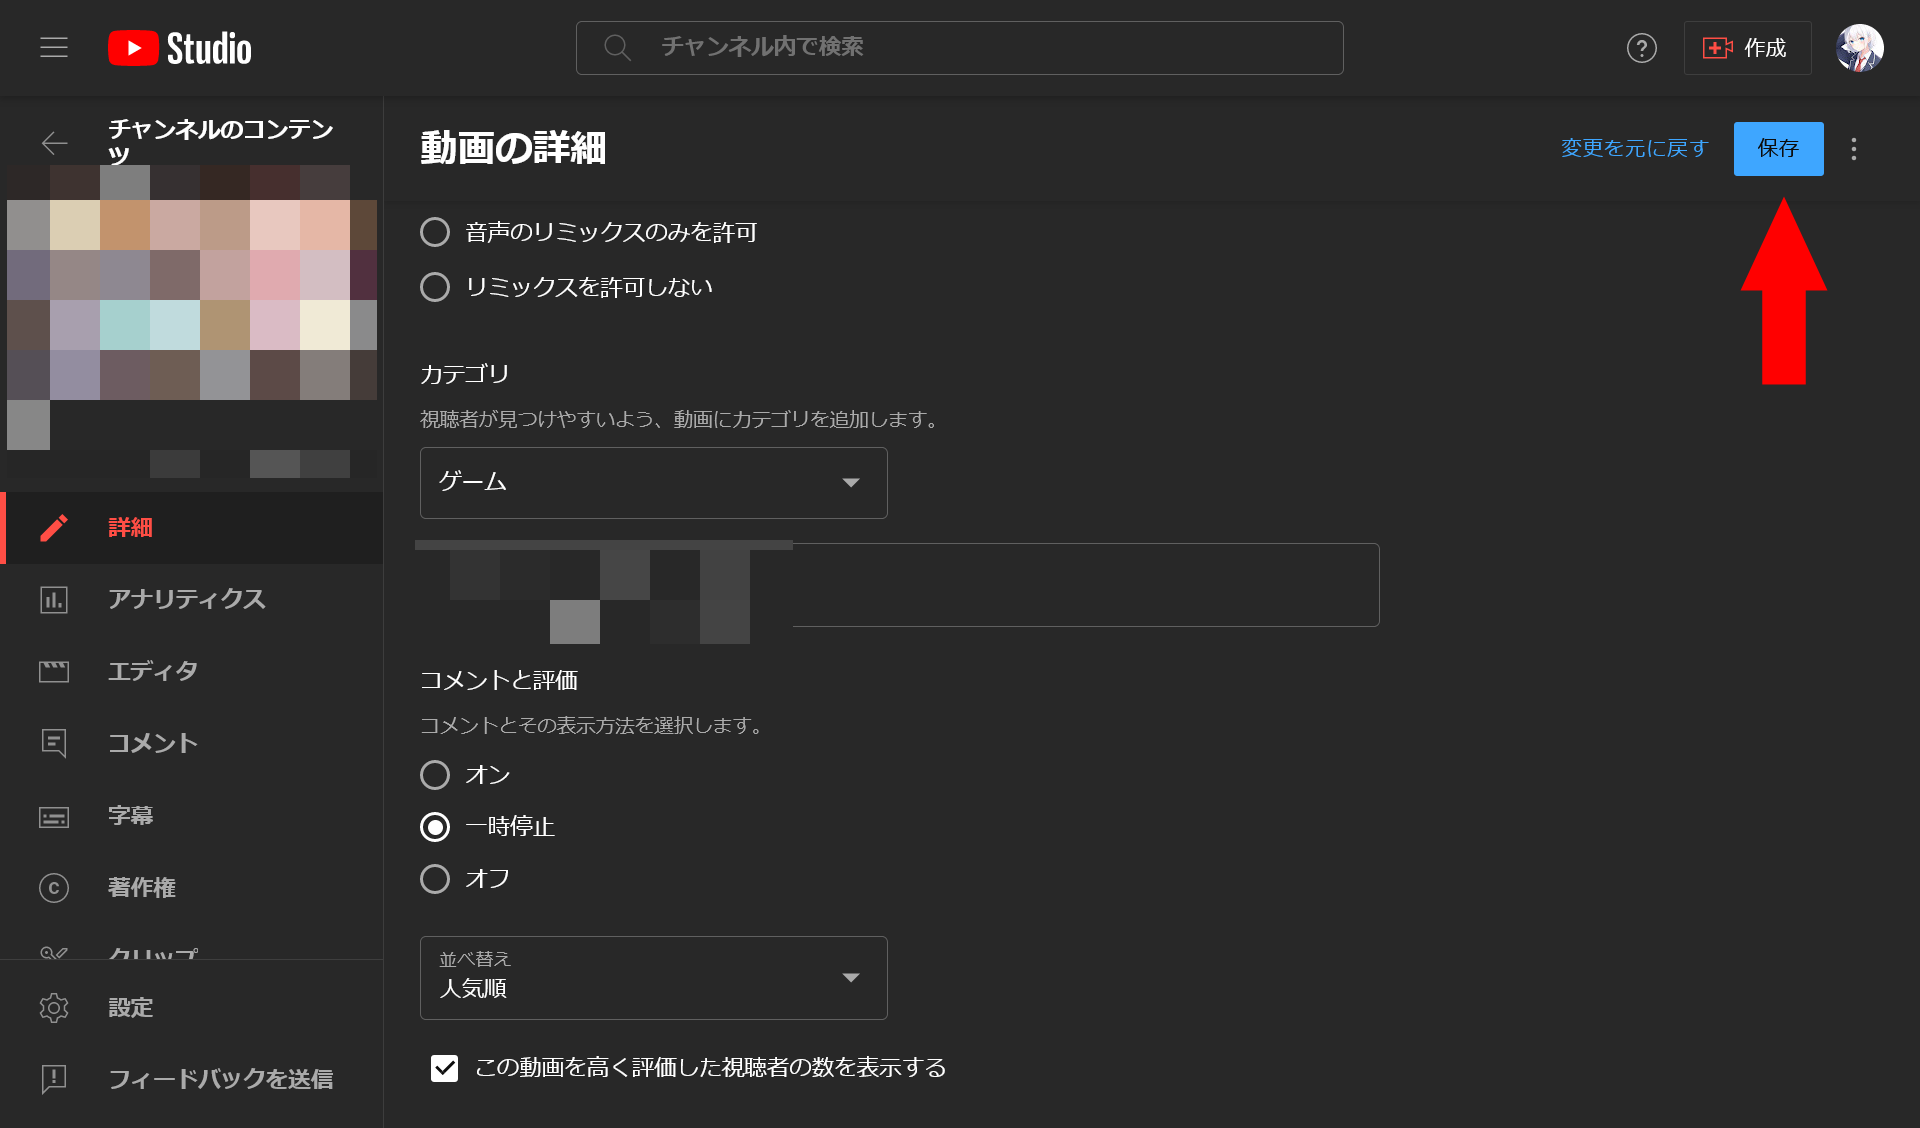 Studio
チャンネル内で検索
作成
チャンネルのコンテン
ツ
動画の詳細
変更を元に戻す
保存
音声のリミックスのみを許可
リミックスを許可しない
カテゴリ
視聴者が見つけやすいよう、動画にカテゴリを追加します。
ゲーム
コメントと評価
コメントとその表示方法を選択します。
オン
一時停止
オフ
並べ替え
人気順
この動画を高く評価した視聴者の数を表示する
詳細
アナリティクス
エディタ
コメント
字幕
著作権
クリップ
設定
フィードバックを送信